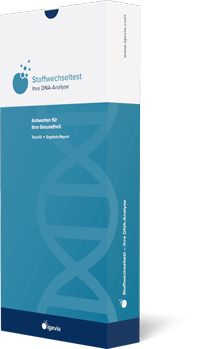 www.igevia.com
Stoffwechseltest
Ihre DNA-Analyse
Antworten für
Ihre Gesundheit
Test-Kit • Ergebnis-Report
Stoffwechseltest – Ihre DNA-Analyse
igevia